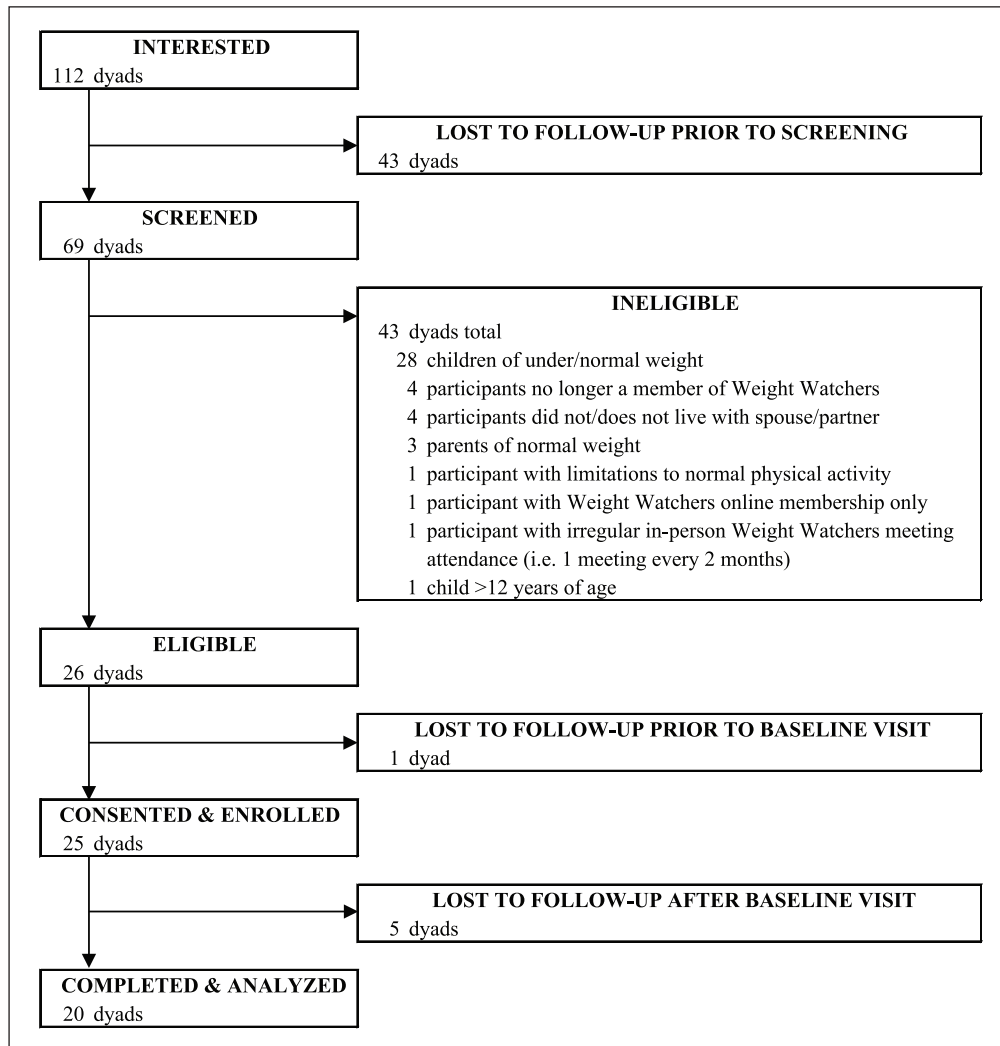 INTERESTED
112 dyads
LOST TO FOLLOW-UP PRIOR TO SCREENING
43 dyads
SCREENED
69 dyads
INELIGIBLE
43 dyads total
28 children of under/normal weight
4 participants no longer a member of Weight Watchers
4 participants did not/does not live with spouse/partner
3 parents of normal weight
1 participant with limitations to normal physical activity
1 participant with Weight Watchers online membership only
1 participant with irregular in-person Weight Watchers meeting
attendance (i.e. 1 meeting every 2 months)
1 child >12 years of age
ELIGIBLE
26 dyads
LOST TO FOLLOW-UP PRIOR TO BASELINE VISIT
1 dyad
CONSENTED & ENROLLED
25 dyads
LOST TO FOLLOW-UP AFTER BASELINE VISIT
5 dyads
COMPLETED & ANALYZED
20 dyads